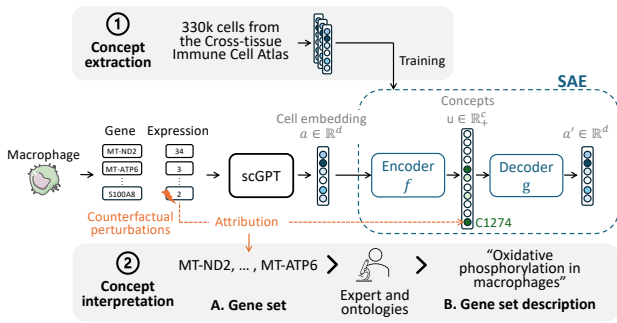 1
Concept
extraction
330k cells from
the Cross-tissue
Immune Cell Atlas
Training
SAE
Macrophage
Gene
Expression
MT-ND2
34
MT-ATP6
3
⋮
⋮
S100A8
2
scGPT
Cell embedding
a ∈ ℝᵈ
Concepts
u ∈ ℝ₊ᶜ
a′ ∈ ℝᵈ
Encoder
f
Decoder
g
C1274
Counterfactual
perturbations
Attribution
2
Concept
interpretation
MT-ND2, ... , MT-ATP6
A. Gene set
Expert and
ontologies
“Oxidative
phosphorylation in
macrophages”
B. Gene set description